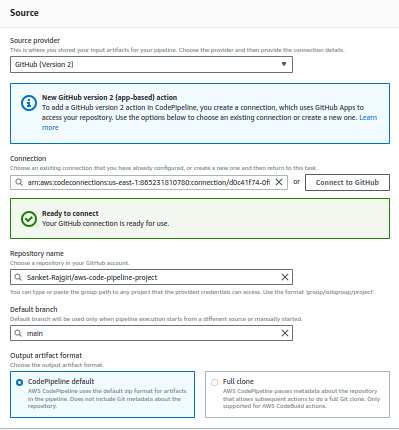 Source
Source provider
This is where you stored your input artifacts for your pipeline. Choose the provider and then provide the connection details.
GitHub (Version 2)
New GitHub version 2 (app-based) action
To add a GitHub version 2 action in CodePipeline, you create a connection, which uses GitHub Apps to
access your repository. Use the options below to choose an existing connection or create a new one. Learn
more
Connection
Choose an existing connection that you have already configured, or create a new one and then return to this task.
arn:aws:codeconnections:us-east-1:865231810780:connection/d0c41f74-0f
or
Connect to GitHub
Ready to connect
Your GitHub connection is ready for use.
Repository name
Choose a repository in your GitHub account.
Sanket-Rajgiri/aws-code-pipeline-project
You can type or paste the group path to any project that the provided credentials can access. Use the format 'group/subgroup/project'.
Default branch
Default branch will be used only when pipeline execution starts from a different source or manually started.
main
Output artifact format
Choose the output artifact format.
CodePipeline default
AWS CodePipeline uses the default zip format for artifacts
in the pipeline. Does not include Git metadata about the
repository.
Full clone
AWS CodePipeline passes metadata about the repository
that allows subsequent actions to do a full Git clone. Only
supported for AWS CodeBuild actions.